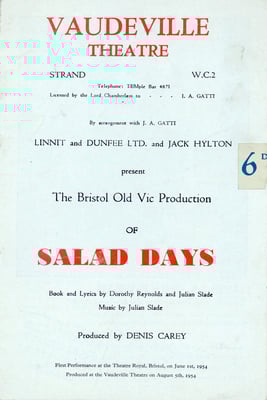 VAUDEVILLE
THEATRE
STRAND W.C.2
Telephone: TEMple Bar 4871
Licensed by the Lord Chamberlain to - - - J. A. GATTI
By arrangement with J. A. GATTI
LINNIT and DUNFEE LTD. and JACK HYLTON
6D
present
The Bristol Old Vic Production
OF
SALAD DAYS
Book and Lyrics by Dorothy Reynolds and Julian Slade
Music by Julian Slade
Produced by DENIS CAREY
First Performance at the Theatre Royal, Bristol, on June 1st, 1954
Produced at the Vaudeville Theatre on August 5th, 1954